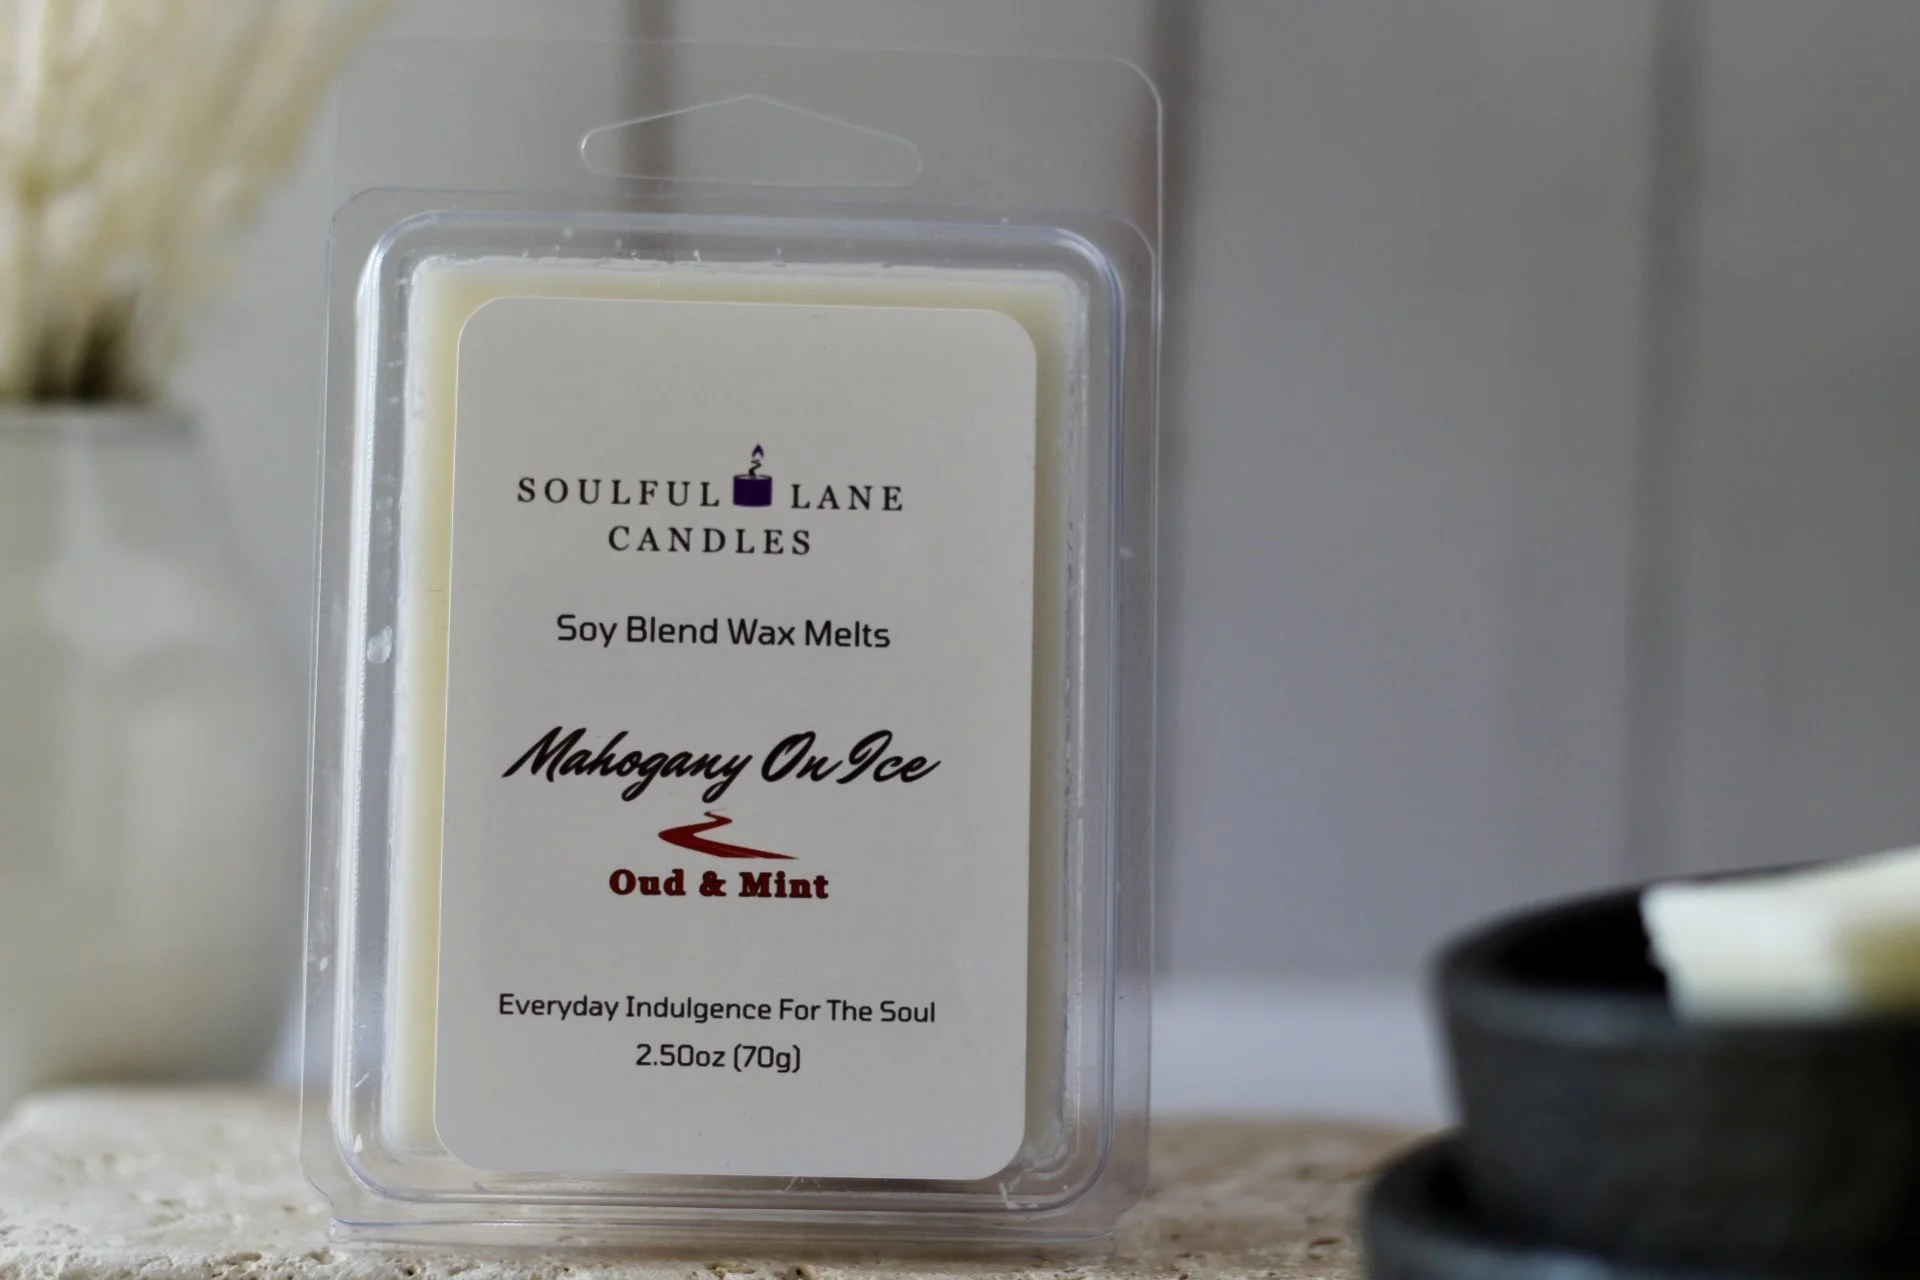 SOULFUL LANE
CANDLES
Soy Blend Wax Melts
Mahogany On Ice
Oud & Mint
Everyday Indulgence For The Soul
2.50oz (70g)